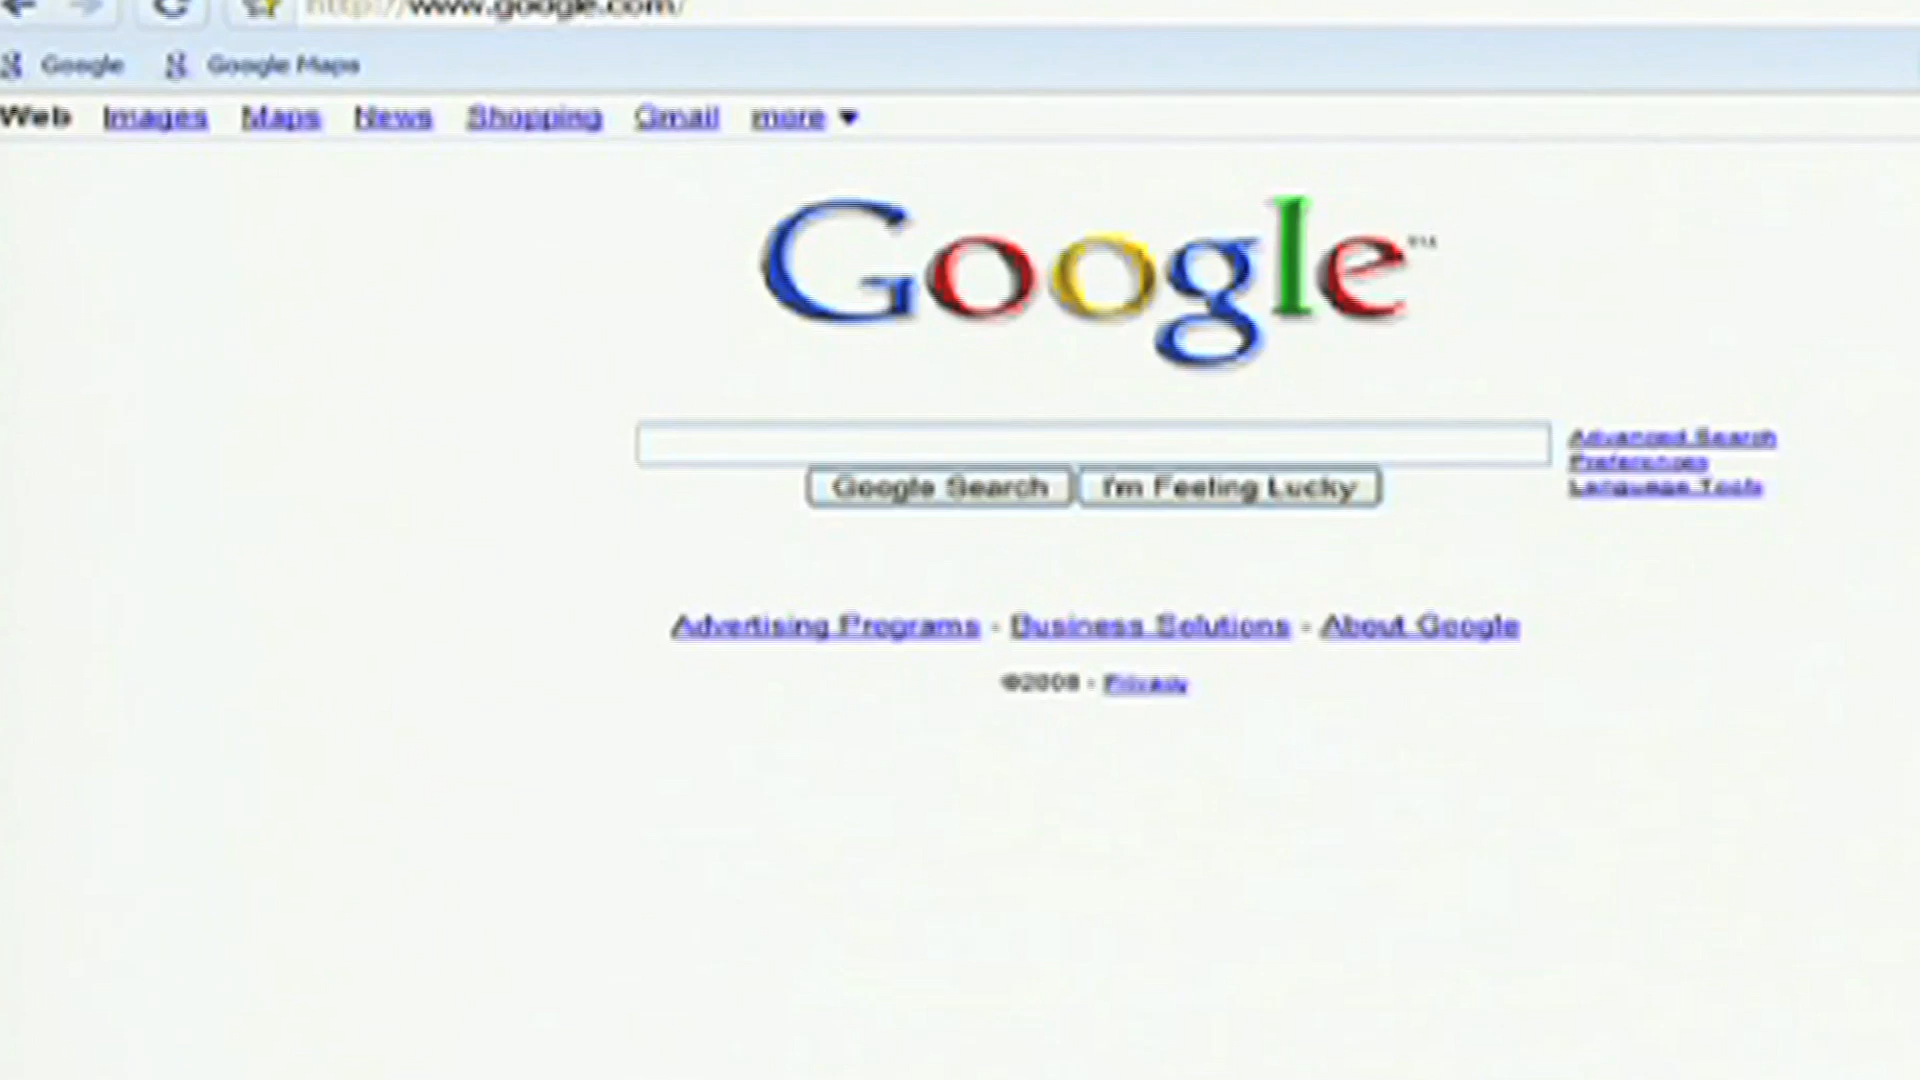 http://www.google.com/
Google Google Maps
Web Images Maps News Shopping Gmail more
Google™
Advanced Search
Preferences
Language Tools
Google Search I'm Feeling Lucky
Advertising Programs - Business Solutions - About Google
©2008 - Privacy